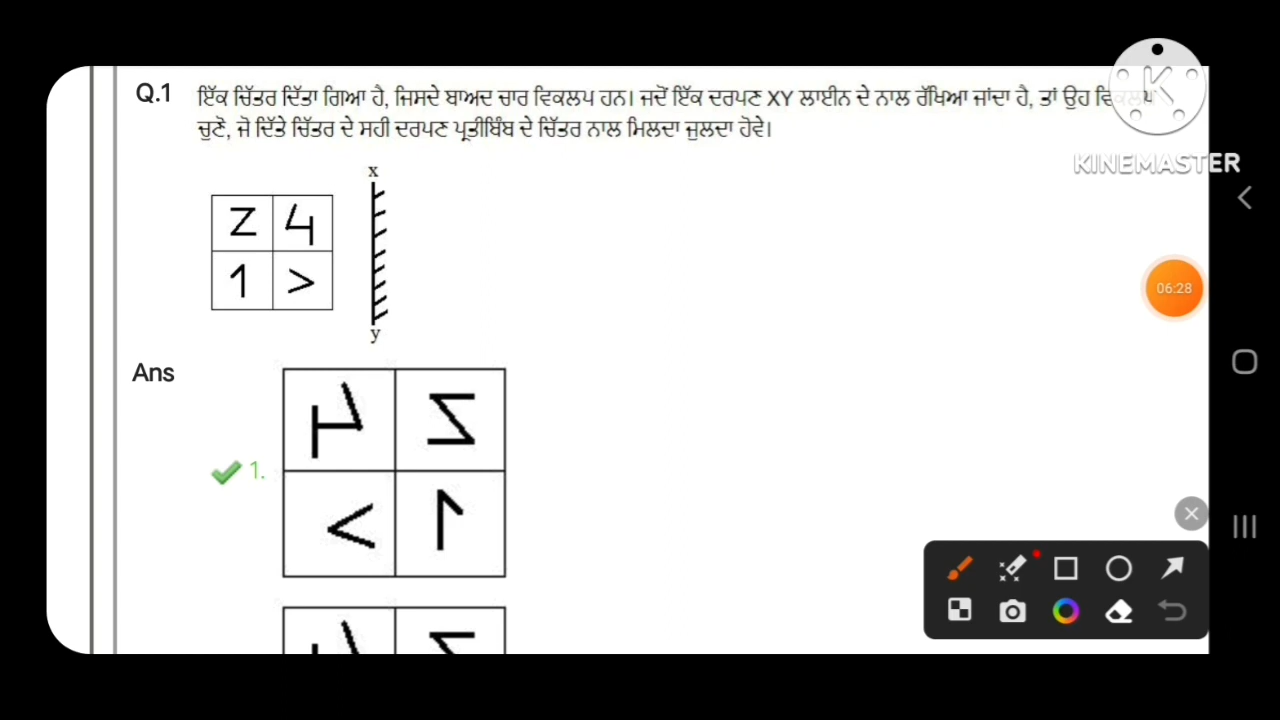 Q.1 ਇੱਕ ਚਿੱਤਰ ਦਿੱਤਾ ਗਿਆ ਹੈ, ਜਿਸਦੇ ਬਾਅਦ ਚਾਰ ਵਿਕਲਪ ਹਨ। ਜਦੋਂ ਇੱਕ ਦਰਪਣ XY ਲਾਈਨ ਦੇ ਨਾਲ ਰੱਖਿਆ ਜਾਂਦਾ ਹੈ, ਤਾਂ ਉਹ ਵਿਕਲਪ
ਚੁਣੋ, ਜੋ ਦਿੱਤੇ ਚਿੱਤਰ ਦੇ ਸਹੀ ਦਰਪਣ ਪ੍ਰਤੀਬਿੰਬ ਦੇ ਚਿੱਤਰ ਨਾਲ ਮਿਲਦਾ ਜੁਲਦਾ ਹੋਵੇ।
KINEMASTER
x
Z 4
1 >
y
06:28
Ans
1.